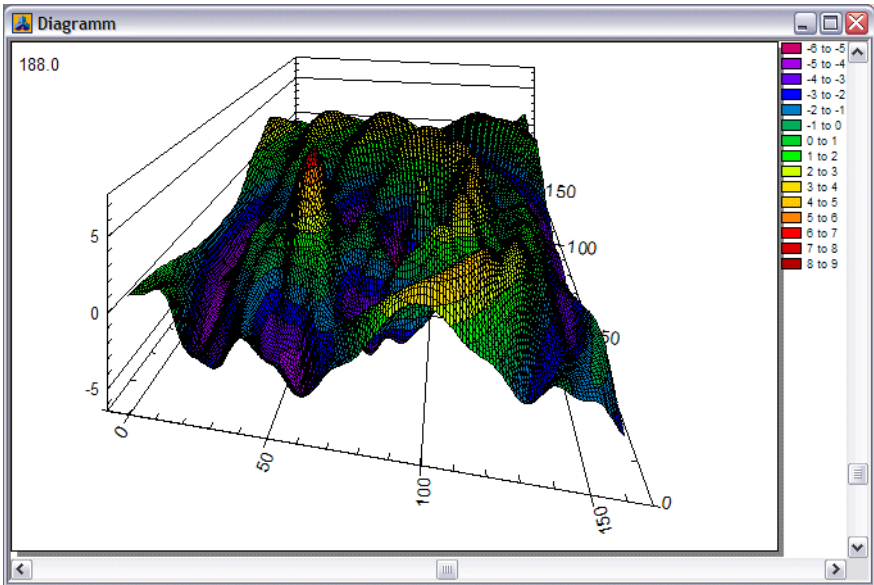 Diagramm
188.0
-6 to -5
-5 to -4
-4 to -3
-3 to -2
-2 to -1
-1 to 0
0 to 1
1 to 2
2 to 3
3 to 4
4 to 5
5 to 6
6 to 7
7 to 8
8 to 9
5
0
-5
0
50
100
150
0
50
100
150